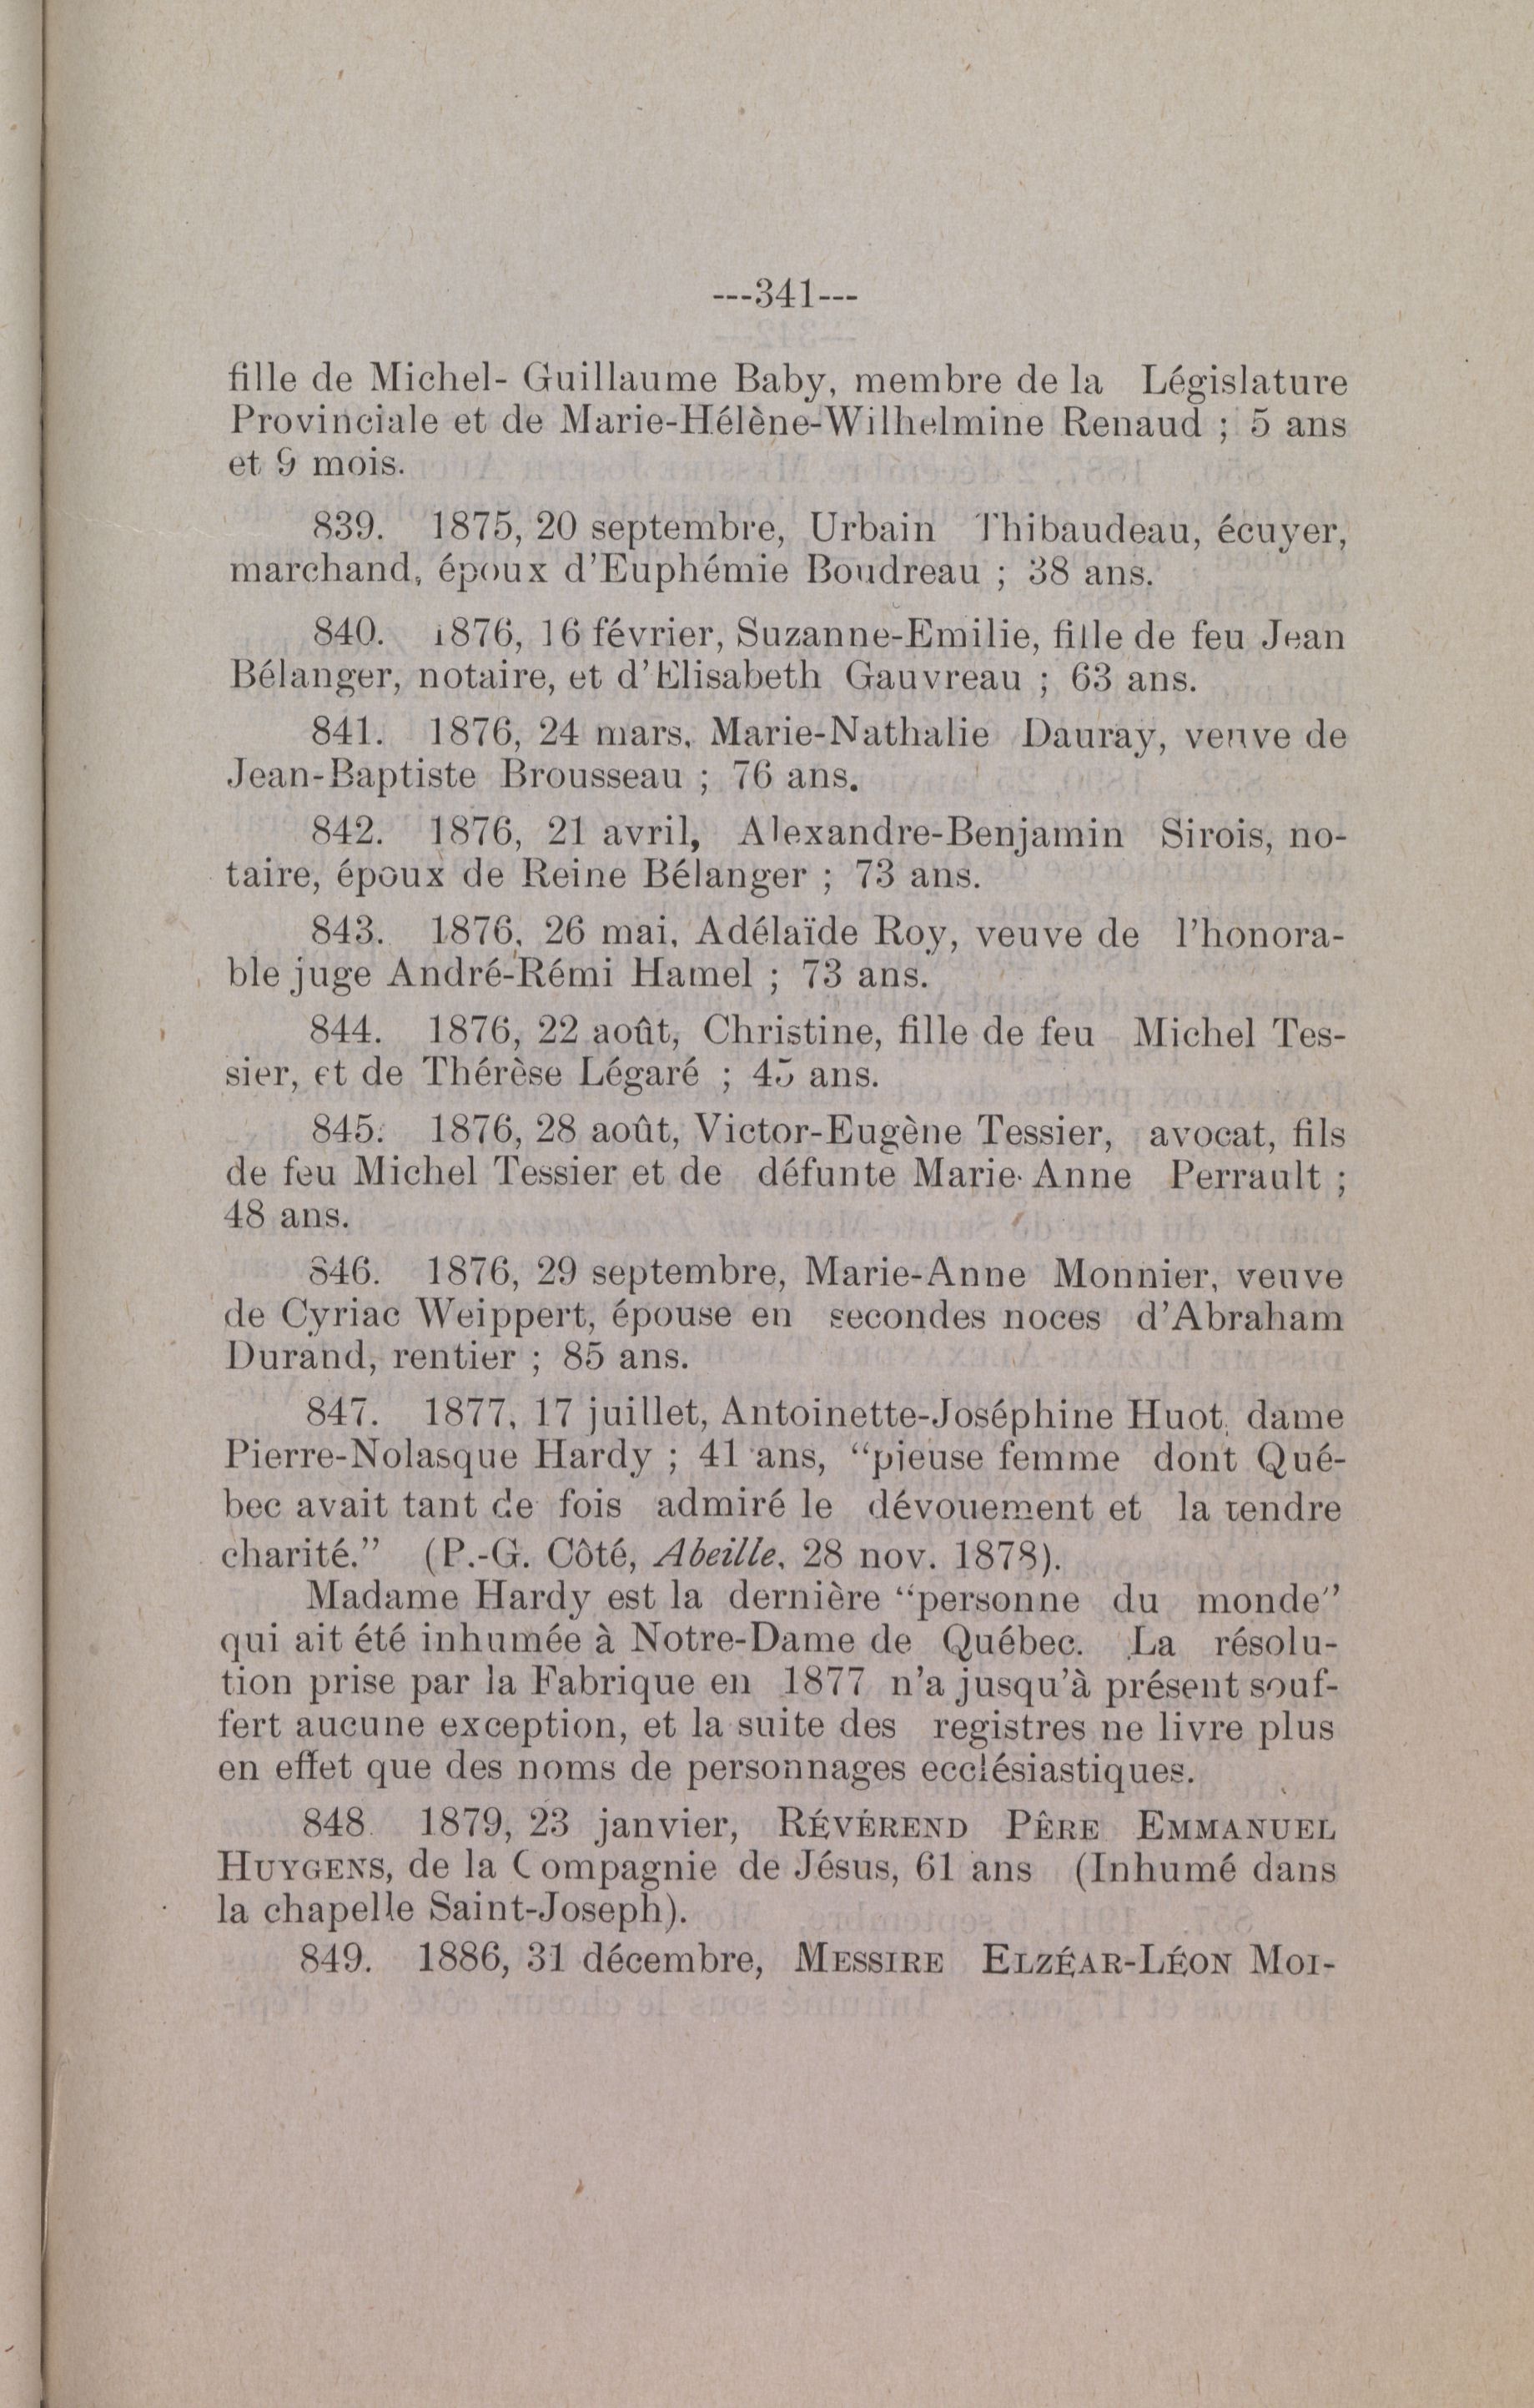 ---341---
fille de Michel- Guillaume Baby, membre de la Législature
Provinciale et de Marie-Hélène-Wilhelmine Renaud ; 5 ans
et 9 mois.
839. 1875, 20 septembre, Urbain Thibaudeau, écuyer,
marchand, époux d'Euphémie Boudreau ; 38 ans.
840. 1876, 16 février, Suzanne-Emilie, fille de feu Jean
Bélanger, notaire, et d'Elisabeth Gauvreau ; 63 ans.
841. 1876, 24 mars, Marie-Nathalie Dauray, veuve de
Jean-Baptiste Brousseau ; 76 ans.
842. 1876, 21 avril, Alexandre-Benjamin Sirois, no-
taire, époux de Reine Bélanger ; 73 ans.
843. 1876, 26 mai, Adélaïde Roy, veuve de l'honora-
ble juge André-Rémi Hamel ; 73 ans.
844. 1876, 22 août, Christine, fille de feu Michel Tes-
sier, et de Thérèse Légaré ; 45 ans.
845. 1876, 28 août, Victor-Eugène Tessier, avocat, fils
de feu Michel Tessier et de défunte Marie-Anne Perrault ;
48 ans.
846. 1876, 29 septembre, Marie-Anne Monnier, veuve
de Cyriac Weippert, épouse en secondes noces d'Abraham
Durand, rentier ; 85 ans.
847. 1877, 17 juillet, Antoinette-Joséphine Huot, dame
Pierre-Nolasque Hardy ; 41 ans, "pieuse femme dont Qué-
bec avait tant de fois admiré le dévouement et la tendre
charité." (P.-G. Côté, Abeille, 28 nov. 1878).
Madame Hardy est la dernière "personne du monde"
qui ait été inhumée à Notre-Dame de Québec. La résolu-
tion prise par la Fabrique en 1877 n'a jusqu'à présent souf-
fert aucune exception, et la suite des registres ne livre plus
en effet que des noms de personnages ecclésiastiques.
848. 1879, 23 janvier, RÉVÉREND PÈRE EMMANUEL
HUYGENS, de la Compagnie de Jésus, 61 ans (Inhumé dans
la chapelle Saint-Joseph).
849. 1886, 31 décembre, MESSIRE ELZÉAR-LÉON MOI-